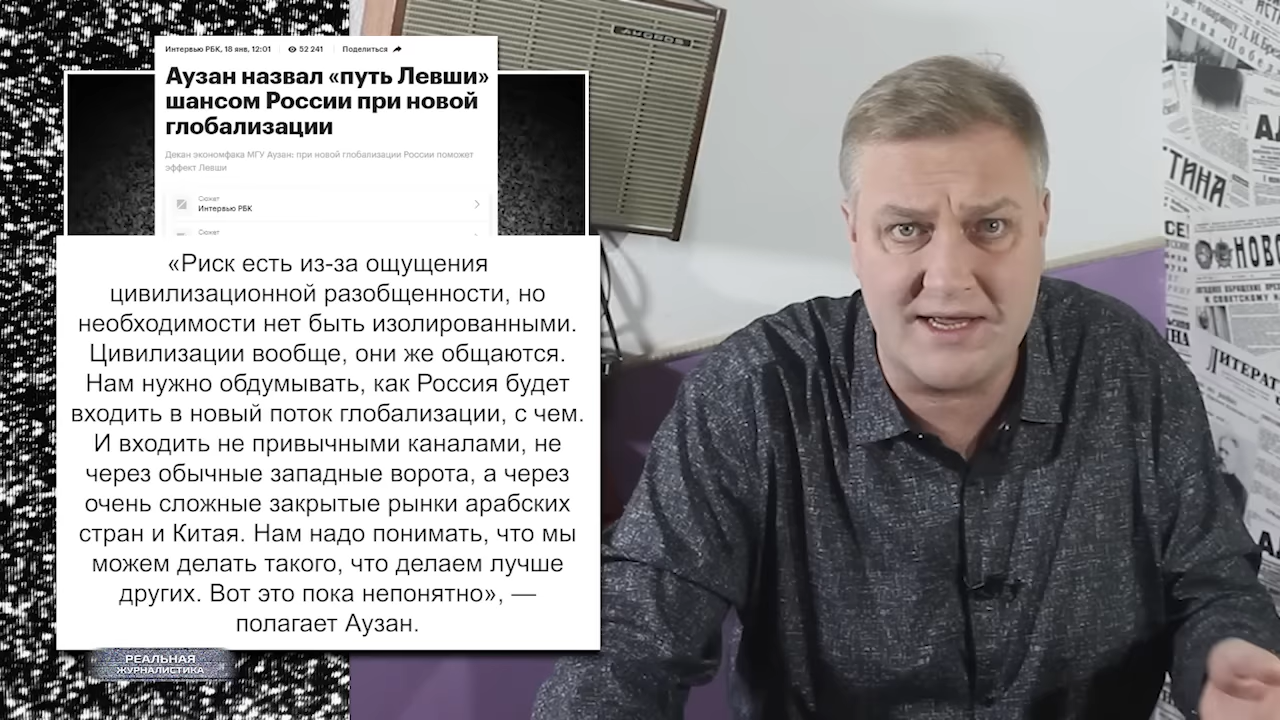 Интервью РБК, 18 янв, 12:01 52 241 Поделиться
Аузан назвал «путь Левши»
шансом России при новой
глобализации
Декан экономфака МГУ Аузан: при новой глобализации России поможет
эффект Левши
Сюжет
Интервью РБК
Сюжет
«Риск есть из-за ощущения
цивилизационной разобщенности, но
необходимости нет быть изолированными.
Цивилизации вообще, они же общаются.
Нам нужно обдумывать, как Россия будет
входить в новый поток глобализации, с чем.
И входить не привычными каналами, не
через обычные западные ворота, а через
очень сложные закрытые рынки арабских
стран и Китая. Нам надо понимать, что мы
можем делать такого, что делаем лучше
других. Вот это пока непонятно», —
полагает Аузан.
РЕАЛЬНАЯ
ЖУРНАЛИСТИКА
ТИНА
НОВО
ЛИТЕРАТ